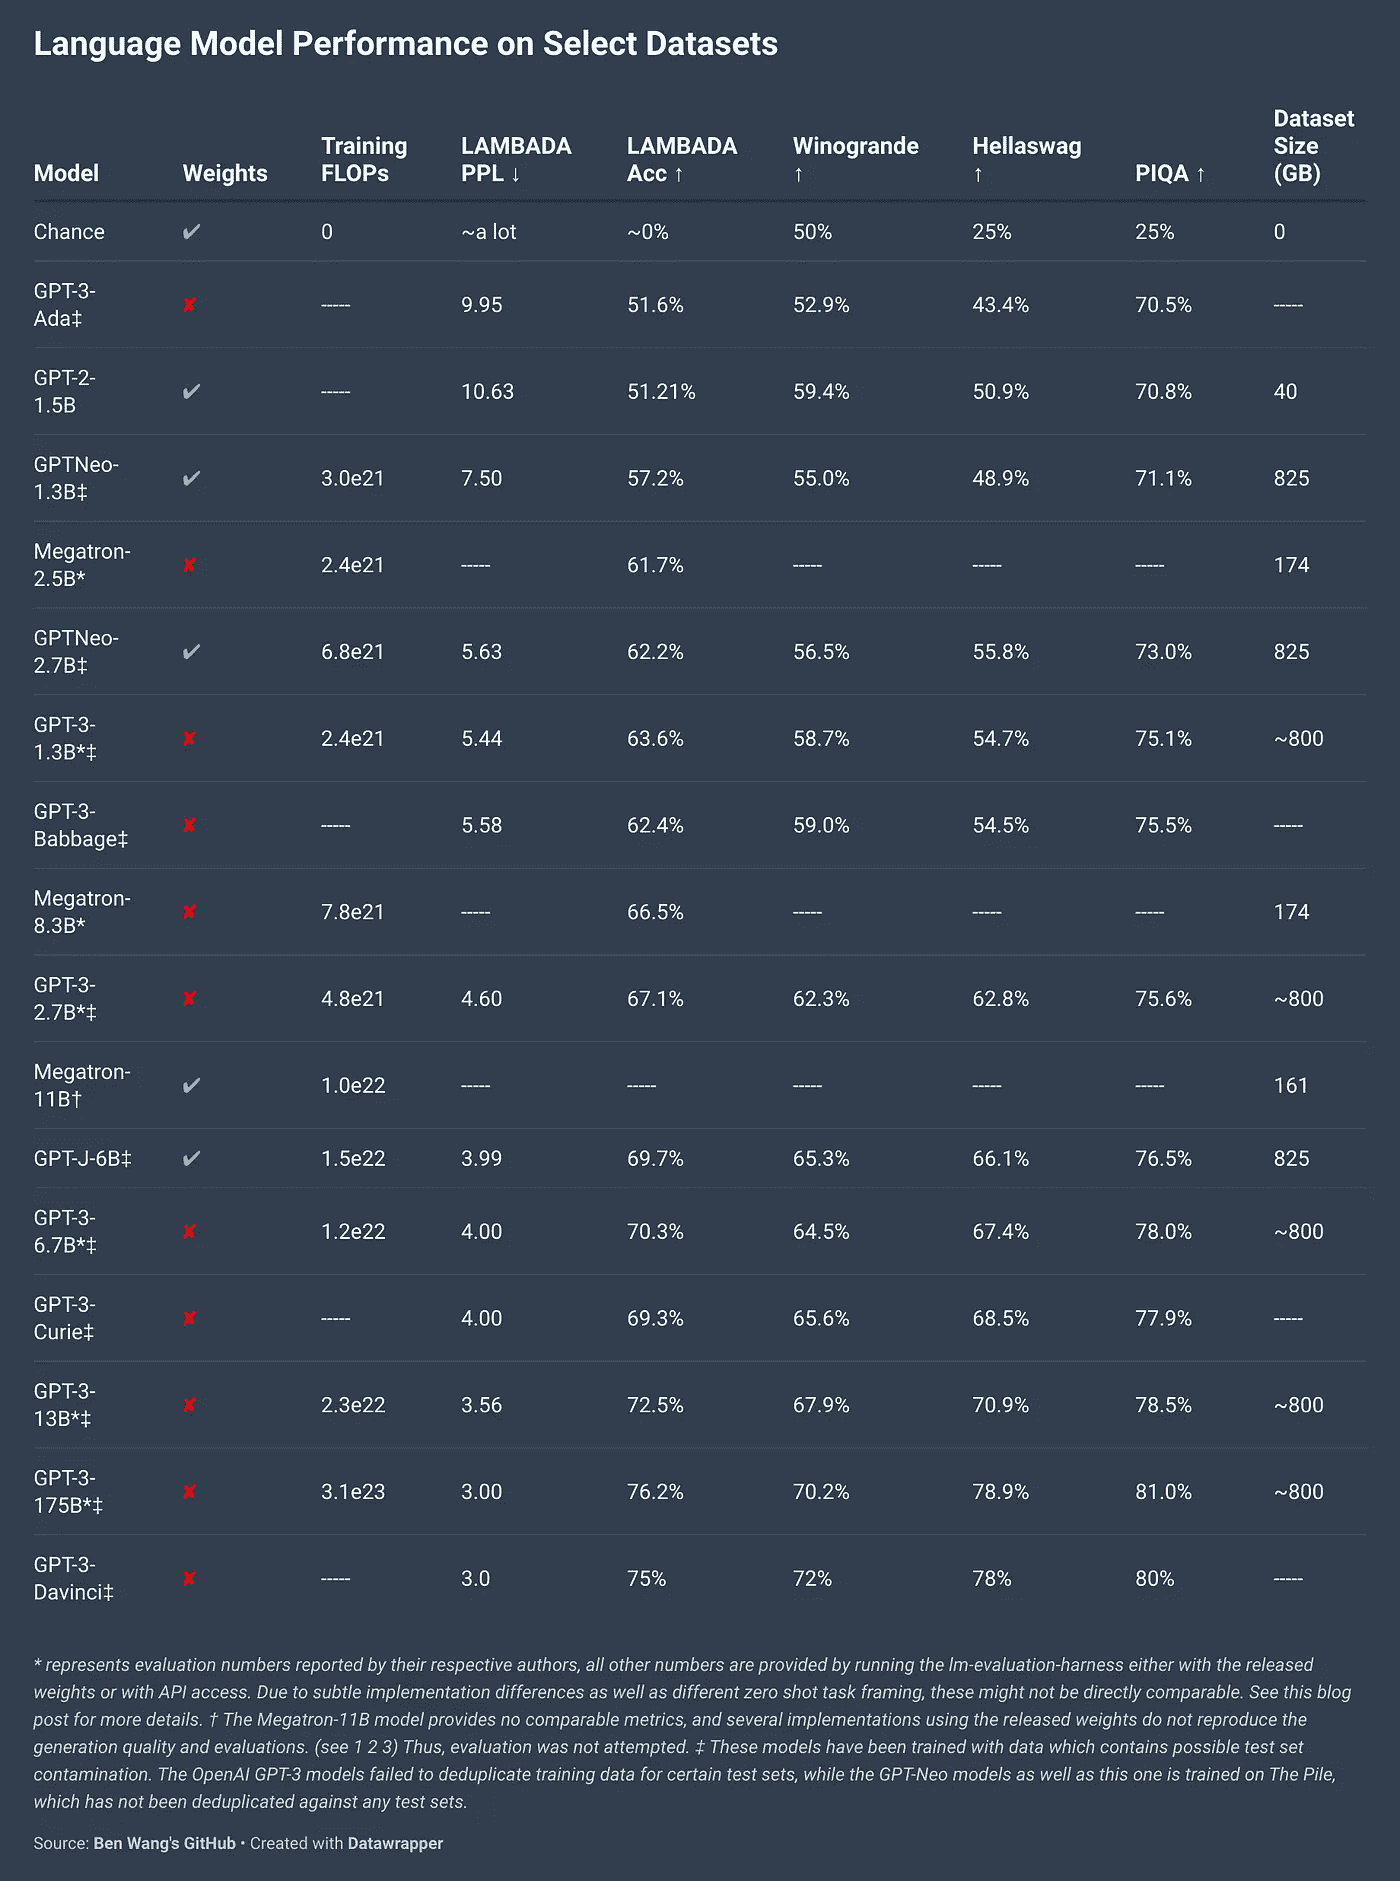 Language Model Performance on Select Datasets
Model Weights Training FLOPs LAMBADA PPL ↓ LAMBADA Acc ↑ Winogrande ↑ Hellaswag ↑ PIQA ↑ Dataset Size (GB)
Chance ✔ 0 ~a lot ~0% 50% 25% 25% 0
GPT-3-Ada‡ ✘ ----- 9.95 51.6% 52.9% 43.4% 70.5% -----
GPT-2-1.5B ✔ ----- 10.63 51.21% 59.4% 50.9% 70.8% 40
GPTNeo-1.3B‡ ✔ 3.0e21 7.50 57.2% 55.0% 48.9% 71.1% 825
Megatron-2.5B* ✘ 2.4e21 ----- 61.7% ----- ----- ----- 174
GPTNeo-2.7B‡ ✔ 6.8e21 5.63 62.2% 56.5% 55.8% 73.0% 825
GPT-3-1.3B*‡ ✘ 2.4e21 5.44 63.6% 58.7% 54.7% 75.1% ~800
GPT-3-Babbage‡ ✘ ----- 5.58 62.4% 59.0% 54.5% 75.5% -----
Megatron-8.3B* ✘ 7.8e21 ----- 66.5% ----- ----- ----- 174
GPT-3-2.7B*‡ ✘ 4.8e21 4.60 67.1% 62.3% 62.8% 75.6% ~800
Megatron-11B† ✔ 1.0e22 ----- ----- ----- ----- ----- 161
GPT-J-6B‡ ✔ 1.5e22 3.99 69.7% 65.3% 66.1% 76.5% 825
GPT-3-6.7B*‡ ✘ 1.2e22 4.00 70.3% 64.5% 67.4% 78.0% ~800
GPT-3-Curie‡ ✘ ----- 4.00 69.3% 65.6% 68.5% 77.9% -----
GPT-3-13B*‡ ✘ 2.3e22 3.56 72.5% 67.9% 70.9% 78.5% ~800
GPT-3-175B*‡ ✘ 3.1e23 3.00 76.2% 70.2% 78.9% 81.0% ~800
GPT-3-Davinci‡ ✘ ----- 3.0 75% 72% 78% 80% -----
* represents evaluation numbers reported by their respective authors, all other numbers are provided by running the lm-evaluation-harness either with the released
weights or with API access. Due to subtle implementation differences as well as different zero shot task framing, these might not be directly comparable. See this blog
post for more details. † The Megatron-11B model provides no comparable metrics, and several implementations using the released weights do not reproduce the
generation quality and evaluations. (see 1 2 3) Thus, evaluation was not attempted. ‡ These models have been trained with data which contains possible test set
contamination. The OpenAI GPT-3 models failed to deduplicate training data for certain test sets, while the GPT-Neo models as well as this one is trained on The Pile,
which has not been deduplicated against any test sets.
Source: Ben Wang's GitHub • Created with Datawrapper